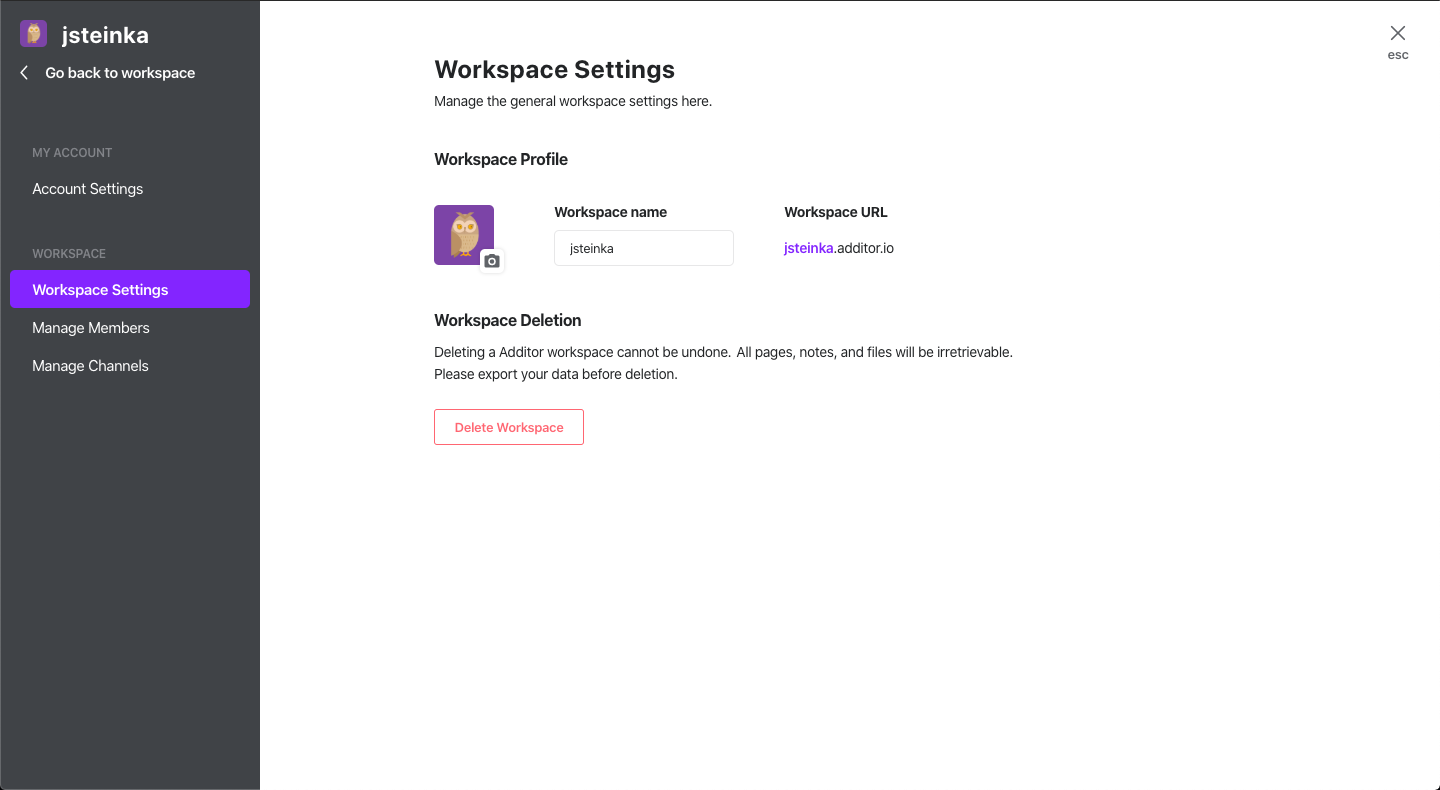 jsteinka
Go back to workspace
MY ACCOUNT
Account Settings
WORKSPACE
Workspace Settings
Manage Members
Manage Channels
esc
Workspace Settings
Manage the general workspace settings here.
Workspace Profile
Workspace name
jsteinka
Workspace URL
jsteinka.additor.io
Workspace Deletion
Deleting a Additor workspace cannot be undone. All pages, notes, and files will be irretrievable.
Please export your data before deletion.
Delete Workspace